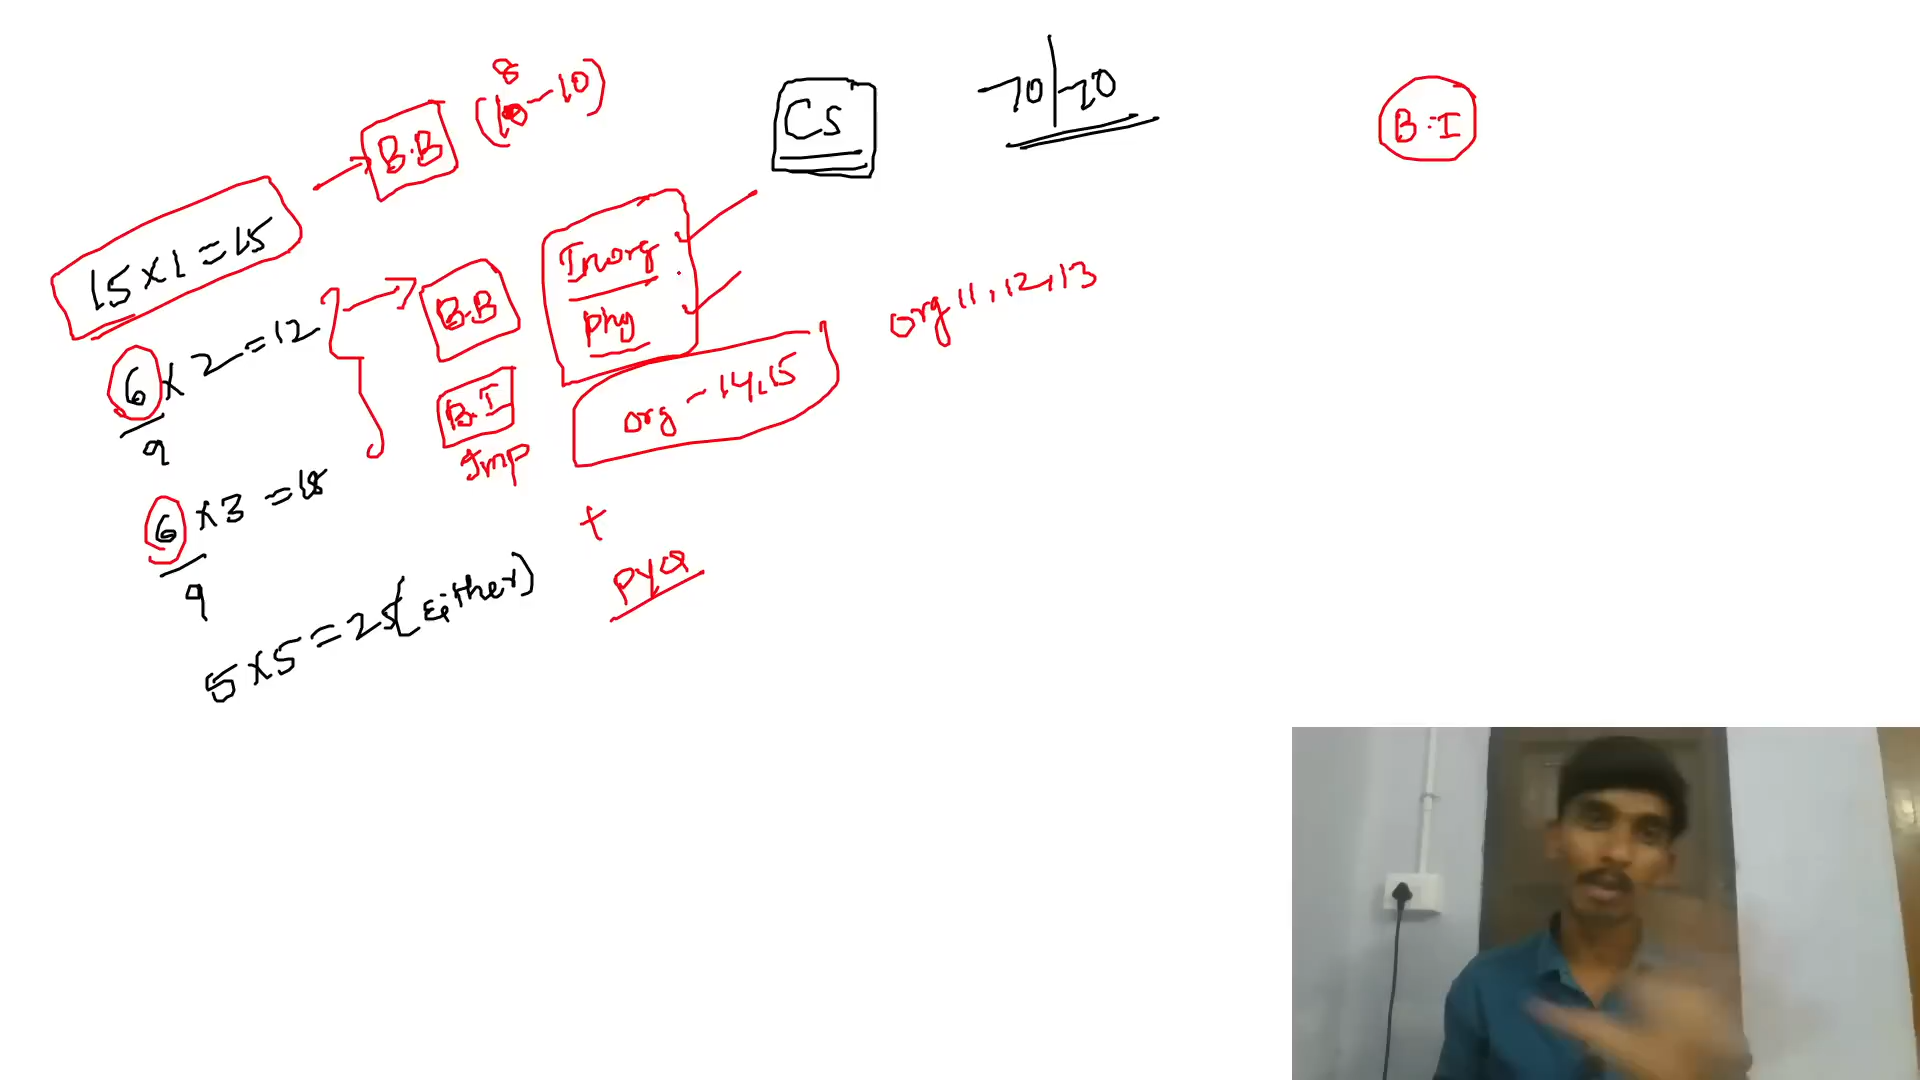 15 x 1 = 15
B.B
8
(10 - 10)
CS
70 | 70
B.I
6 x 2 = 12
9
B.B
Inorg
phy
org 11, 12, 13
B.I
Imp
org - 14, 15
6 x 3 = 18
9
+
PYQ
5 x 5 = 25 (Either)